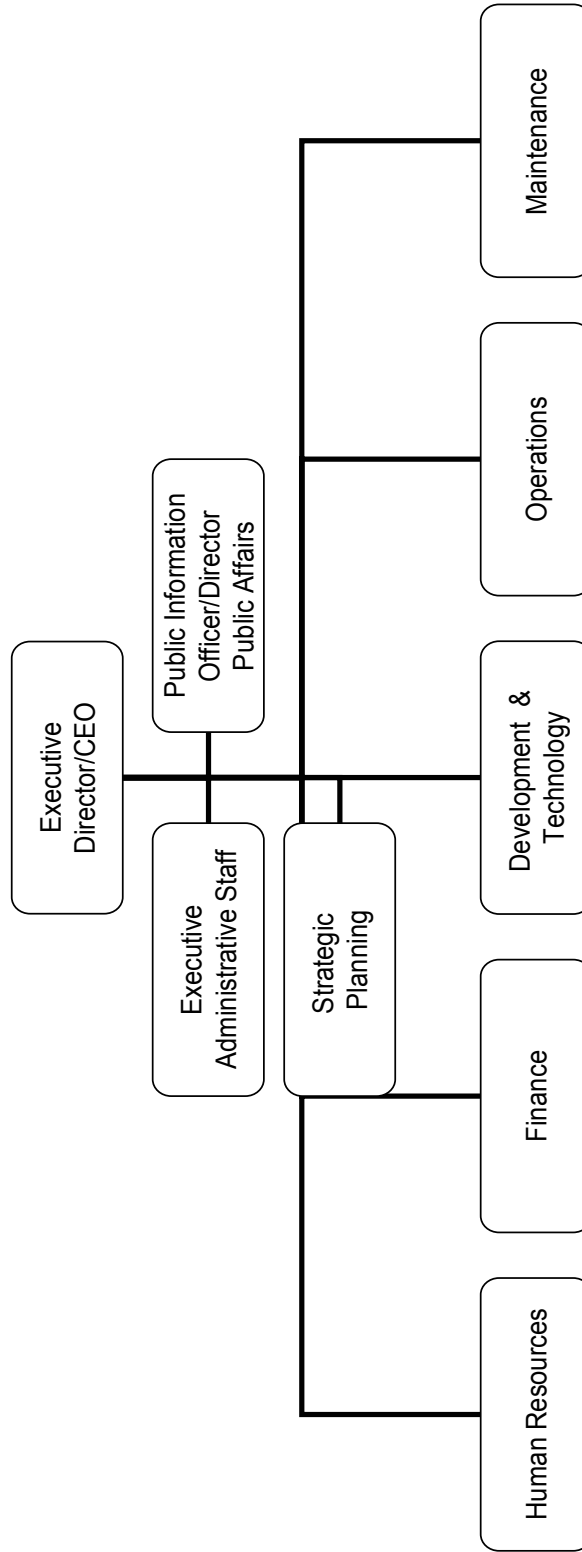 Executive
Director/CEO
Executive
Administrative Staff
Public Information
Officer/Director
Public Affairs
Strategic
Planning
Human Resources
Finance
Development &
Technology
Operations
Maintenance